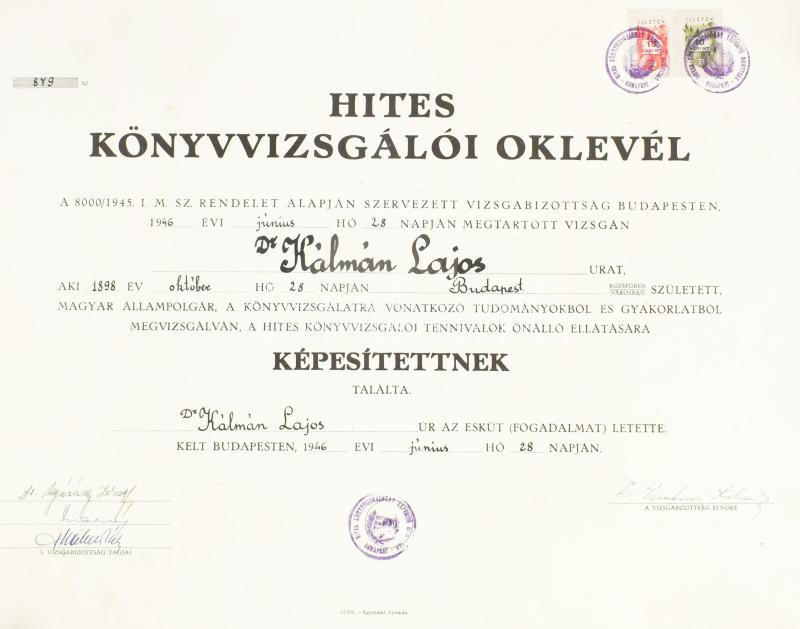 ILLETÉK ILLETÉK
879 SZ.
HITES
KÖNYVVIZSGÁLÓI OKLEVÉL
A 8000/1945. I. M. SZ. RENDELET ALAPJÁN SZERVEZETT VIZSGABIZOTTSÁG BUDAPESTEN,
1946 ÉVI június HÓ 28 NAPJÁN MEGTARTOTT VIZSGÁN
Dr Kálmán Lajos URAT,
AKI 1898 ÉV október HÓ 28 NAPJÁN Budapest KÖZSÉGBEN VÁROSBAN SZÜLETETT,
MAGYAR ÁLLAMPOLGÁR, A KÖNYVVIZSGÁLATRA VONATKOZÓ TUDOMÁNYOKBÓL ÉS GYAKORLATBÓL
MEGVIZSGÁLVÁN, A HITES KÖNYVVIZSGÁLÓI TENNIVALÓK ÖNÁLLÓ ELLÁTÁSÁRA
KÉPESÍTETTNEK
TALÁLTA.
Dr Kálmán Lajos ÚR AZ ESKÜT (FOGADALMAT) LETETTE.
KELT BUDAPESTEN, 1946 ÉVI június HÓ 28 NAPJÁN.
A VIZSGABIZOTTSÁG ELNÖKE
A VIZSGABIZOTTSÁG TAGJAI
BUDAPEST
Egyetemi Nyomda.